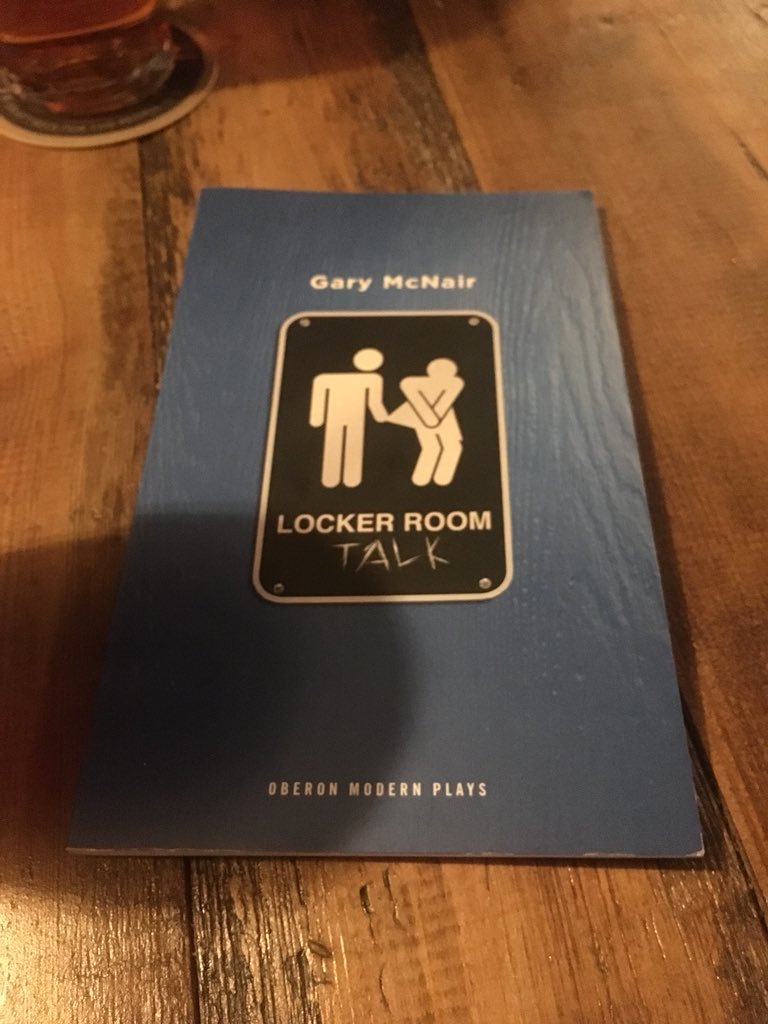 Gary McNair
LOCKER ROOM
TALK
OBERON MODERN PLAYS